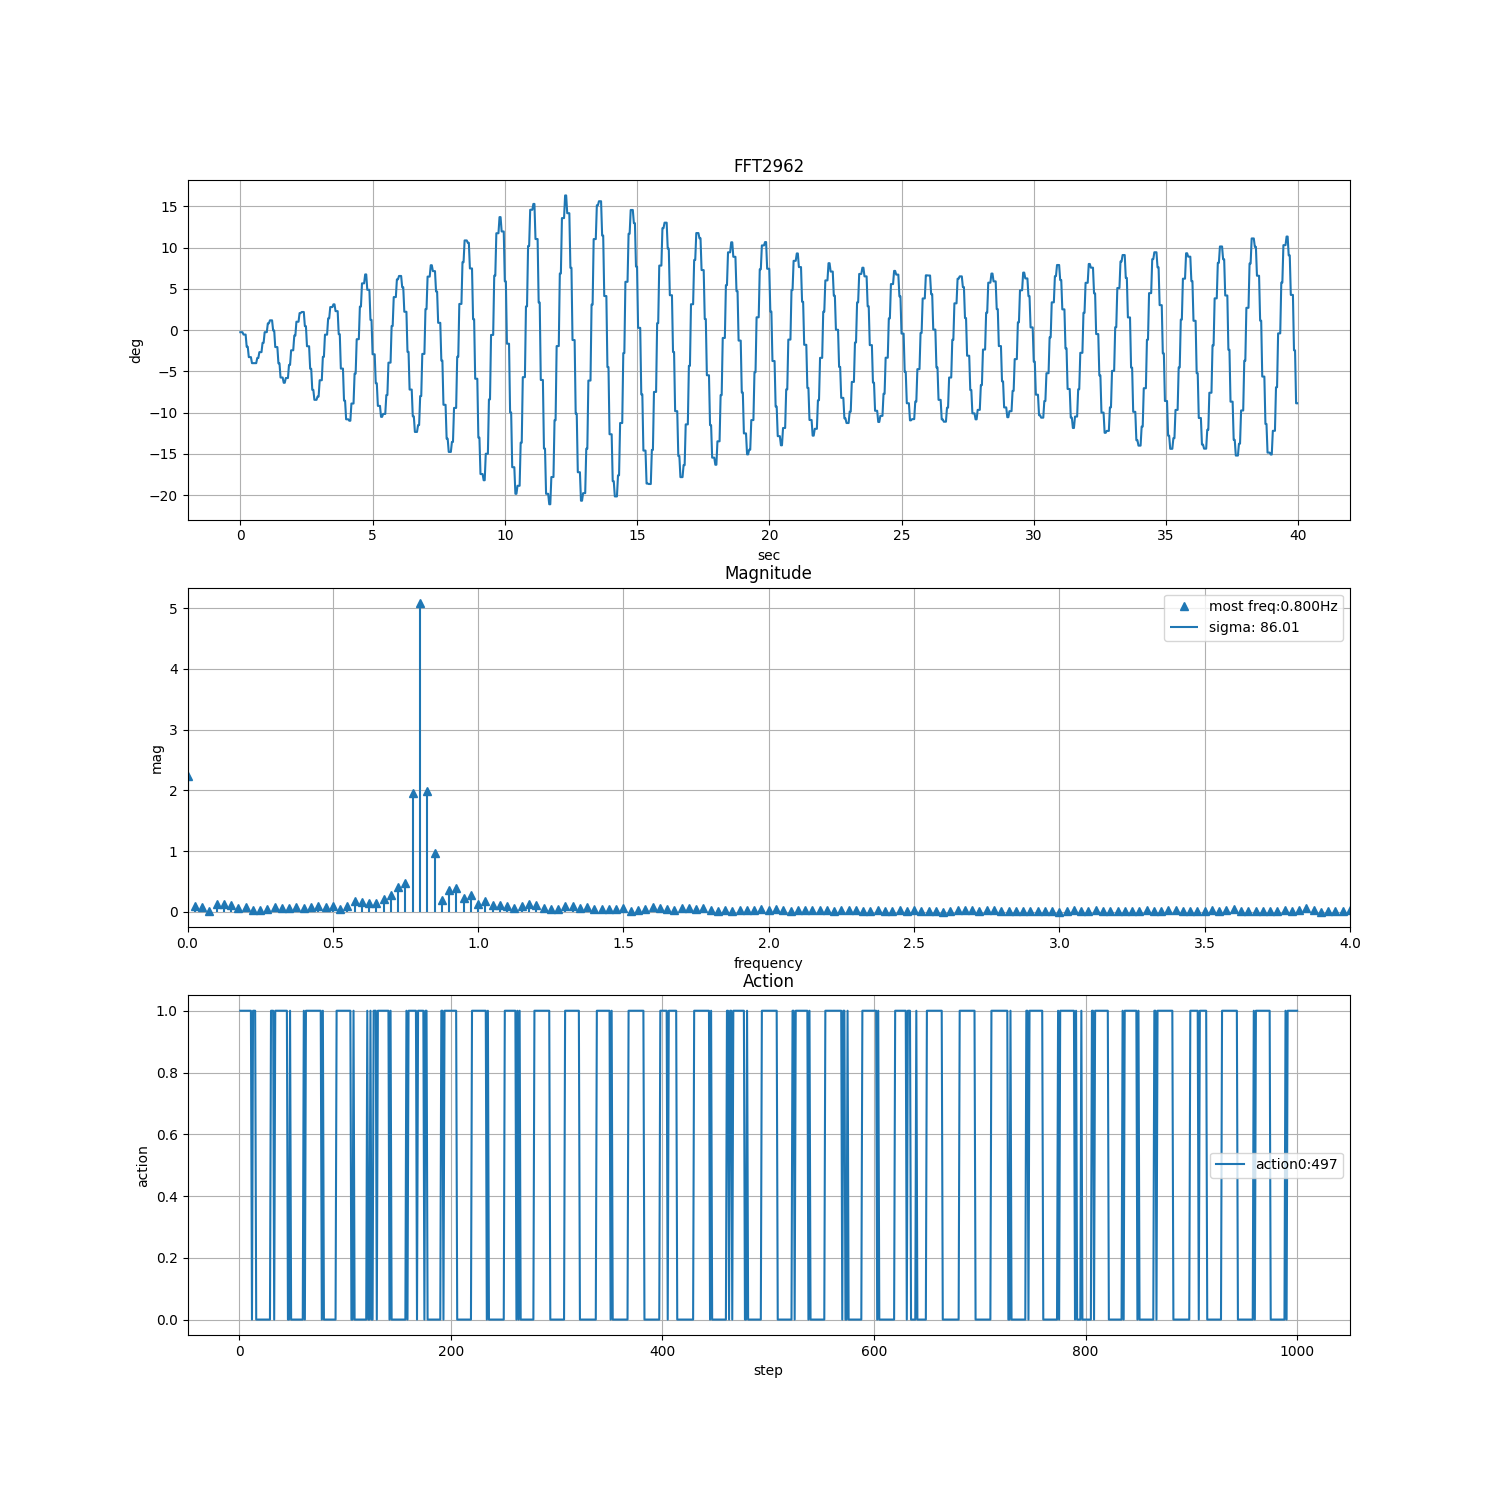 FFT2962
15
10
5
0
−5
−10
−15
−20
deg
0 5 10 15 20 25 30 35 40
sec
Magnitude
5
4
3
2
1
0
mag
most freq:0.800Hz
sigma: 86.01
0.0 0.5 1.0 1.5 2.0 2.5 3.0 3.5 4.0
frequency
Action
1.0
0.8
0.6
0.4
0.2
0.0
action
action0:497
0 200 400 600 800 1000
step